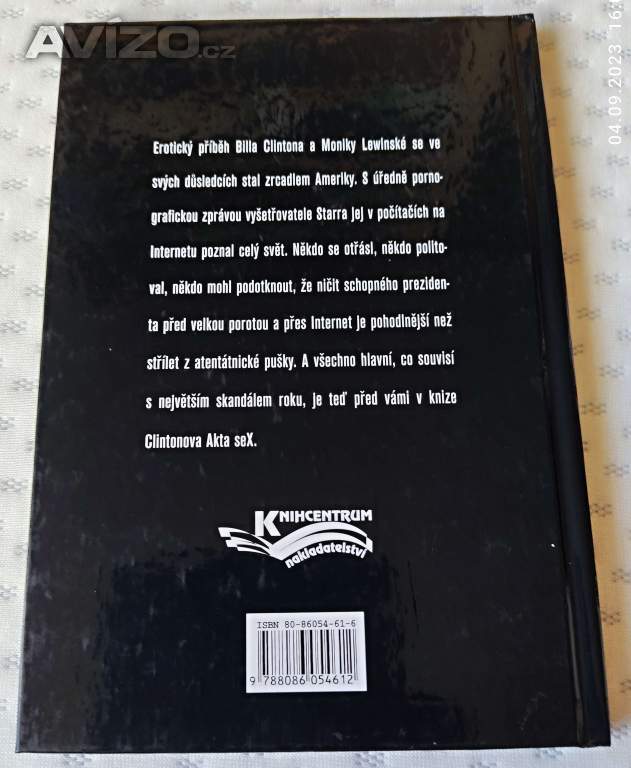 AVÍZO.cz
04.09.2023 16:
Erotický příběh Billa Clintona a Moniky Lewinské se ve
svých důsledcích stal zrcadlem Ameriky. S úředně porno-
grafickou zprávou vyšetřovatele Starra jej v počítačích na
Internetu poznal celý svět. Někdo se otřásl, někdo polito-
val, někdo mohl podotknout, že ničit schopného preziden-
ta před velkou porotou a přes Internet je pohodlnější než
střílet z atentátnické pušky. A všechno hlavní, co souvisí
s největším skandálem roku, je teď před vámi v knize
Clintonova Akta seX.
KNIHCENTRUM
nakladatelství
ISBN 80-86054-61-6
9 788086 054612